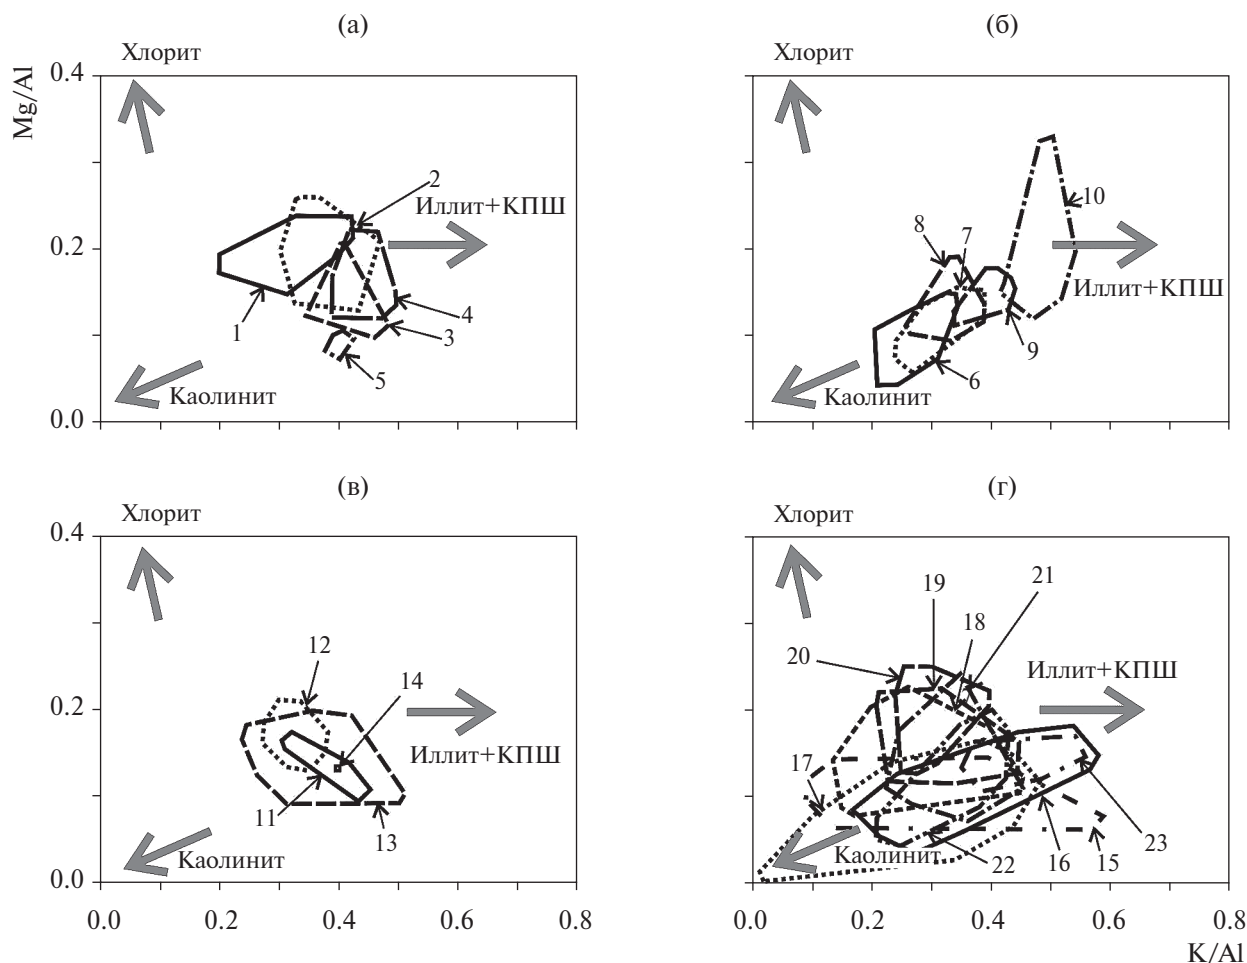 (а)
(б)
Хлорит
Хлорит
Mg/Al
0.4
0.2
0.0
2
Иллит+КПШ
1
4
3
5
Каолинит
10
8
7
Иллит+КПШ
9
6
Каолинит
(в)
(г)
Хлорит
Хлорит
0.4
0.2
0.0
12
14
Иллит+КПШ
11
13
Каолинит
19
21
18
20
Иллит+КПШ
17
Каолинит
22
16
15
23
0.0
0.2
0.4
0.6
0.8
0.0
0.2
0.4
0.6
0.8
K/Al